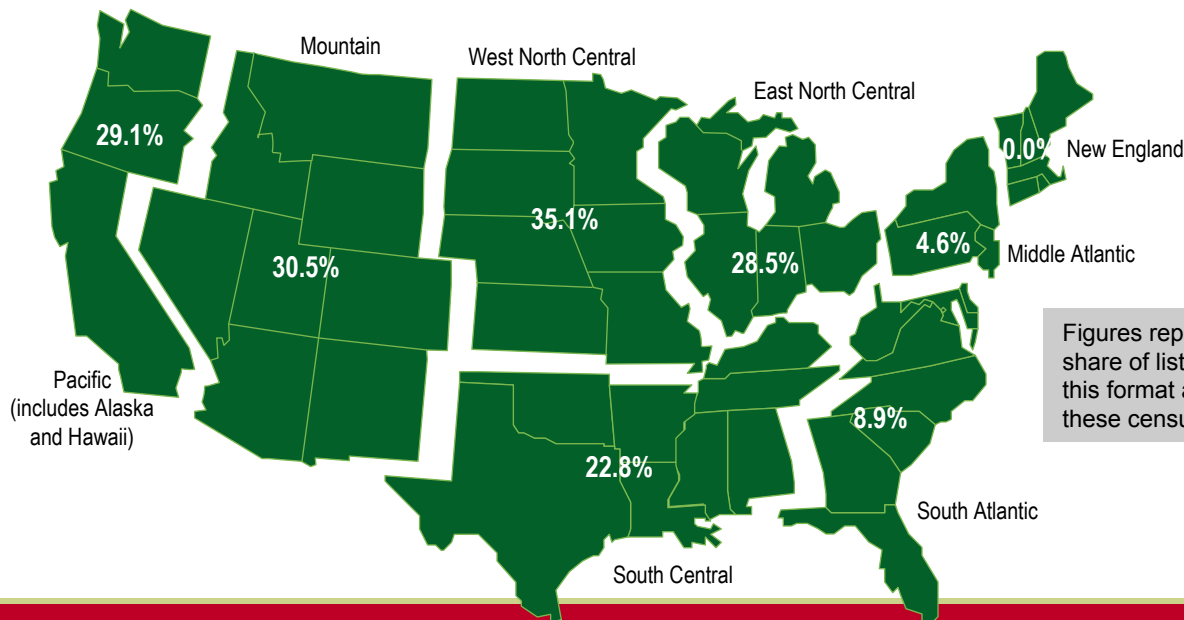 Mountain
West North Central
East North Central
29.1%
0.0%
New England
35.1%
4.6%
Middle Atlantic
30.5%
28.5%
Figures rep
share of list
this format a
these censu
Pacific
(includes Alaska
and Hawaii)
8.9%
22.8%
South Atlantic
South Central